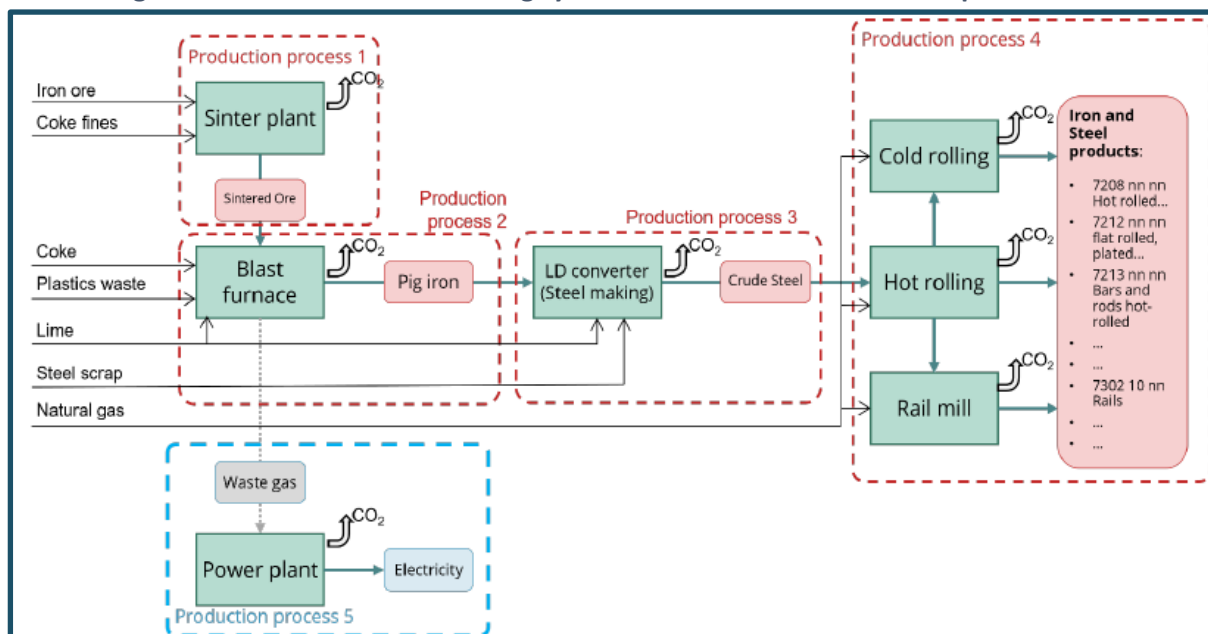 Production process 1
CO2
Iron ore
Coke fines
Sinter plant
Sintered Ore
Production
process 2
Coke
Plastics waste
Lime
Steel scrap
Natural gas
Blast
furnace
CO2
Pig iron
Production process 3
LD converter
(Steel making)
CO2
Crude Steel
Production process 4
Cold rolling
CO2
Hot rolling
CO2
Rail mill
CO2
Iron and
Steel
products:
• 7208 nn nn
Hot rolled...
• 7212 nn nn
flat rolled,
plated...
• 7213 nn nn
Bars and
rods hot-
rolled
• ...
• ...
• 7302 10 nn
Rails
• ...
• ...
Waste gas
Power plant
CO2
Electricity
Production process 5